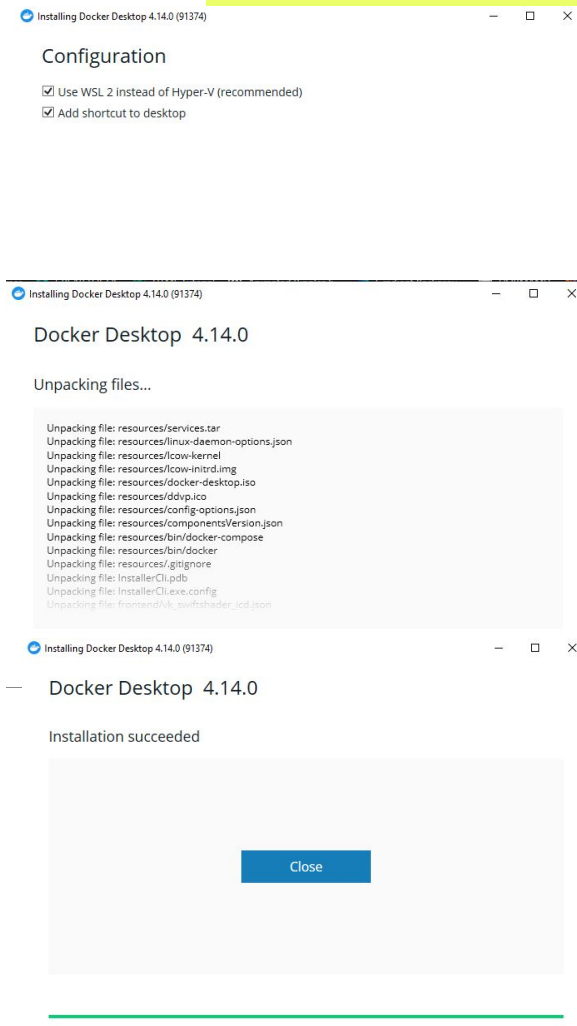 Installing Docker Desktop 4.14.0 (91374)
Configuration
Use WSL 2 instead of Hyper-V (recommended)
Add shortcut to desktop
Installing Docker Desktop 4.14.0 (91374)
Docker Desktop 4.14.0
Unpacking files...
Unpacking file: resources/services.tar
Unpacking file: resources/linux-daemon-options.json
Unpacking file: resources/lcow-kernel
Unpacking file: resources/lcow-initrd.img
Unpacking file: resources/docker-desktop.iso
Unpacking file: resources/ddvp.ico
Unpacking file: resources/config-options.json
Unpacking file: resources/componentsVersion.json
Unpacking file: resources/bin/docker-compose
Unpacking file: resources/bin/docker
Unpacking file: resources/.gitignore
Unpacking file: InstallerCli.pdb
Unpacking file: InstallerCli.exe.config
Unpacking file: frontend/vk_swiftshader_icd.json
Installing Docker Desktop 4.14.0 (91374)
Docker Desktop 4.14.0
Installation succeeded
Close